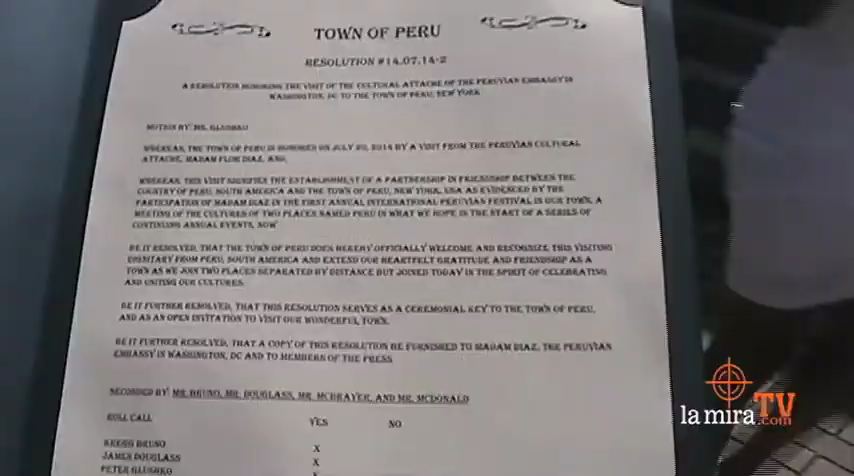 TOWN OF PERU
RESOLUTION #14.07.14-2
A RESOLUTION HONORING THE VISIT OF THE CULTURAL ATTACHE OF THE PERUVIAN EMBASSY IN
WASHINGTON, DC TO THE TOWN OF PERU, NEW YORK
MOTION BY: MR. GLUSHKO
WHEREAS, THE TOWN OF PERU IS HONORED ON JULY 20, 2014 BY A VISIT FROM THE PERUVIAN CULTURAL
ATTACHE, MADAM FLOR DIAZ, AND,
WHEREAS, THIS VISIT SIGNIFIES THE ESTABLISHMENT OF A PARTNERSHIP IN FRIENDSHIP BETWEEN THE
COUNTRY OF PERU, SOUTH AMERICA AND THE TOWN OF PERU, NEW YORK, USA AS EVIDENCED BY THE
PARTICIPATION OF MADAM DIAZ IN THE FIRST ANNUAL INTERNATIONAL PERUVIAN FESTIVAL IN OUR TOWN, A
MEETING OF THE CULTURES OF TWO PLACES NAMED PERU IN WHAT WE HOPE IS THE START OF A SERIES OF
CONTINUING ANNUAL EVENTS, NOW
BE IT RESOLVED, THAT THE TOWN OF PERU DOES HEREBY OFFICIALLY WELCOME AND RECOGNIZE THIS VISITING
DIGNITARY FROM PERU, SOUTH AMERICA AND EXTEND OUR HEARTFELT GRATITUDE AND FRIENDSHIP AS A
TOWN AS WE JOIN TWO PLACES SEPARATED BY DISTANCE BUT JOINED TODAY IN THE SPIRIT OF CELEBRATING
AND UNITING OUR CULTURES.
BE IT FURTHER RESOLVED, THAT THIS RESOLUTION SERVES AS A CEREMONIAL KEY TO THE TOWN OF PERU,
AND AS AN OPEN INVITATION TO VISIT OUR WONDERFUL TOWN.
BE IT FURTHER RESOLVED, THAT A COPY OF THIS RESOLUTION BE FURNISHED TO MADAM DIAZ, THE PERUVIAN
EMBASSY IN WASHINGTON, DC AND TO MEMBERS OF THE PRESS
RECORDED BY: MR. BRUNO, MR. DOUGLASS, MR. MCBRAYER, AND MR. MCDONALD
ROLL CALL YES NO
BRUNO X
JAMES DOUGLASS X
PETER GLUSHKO
la mira TV
.com